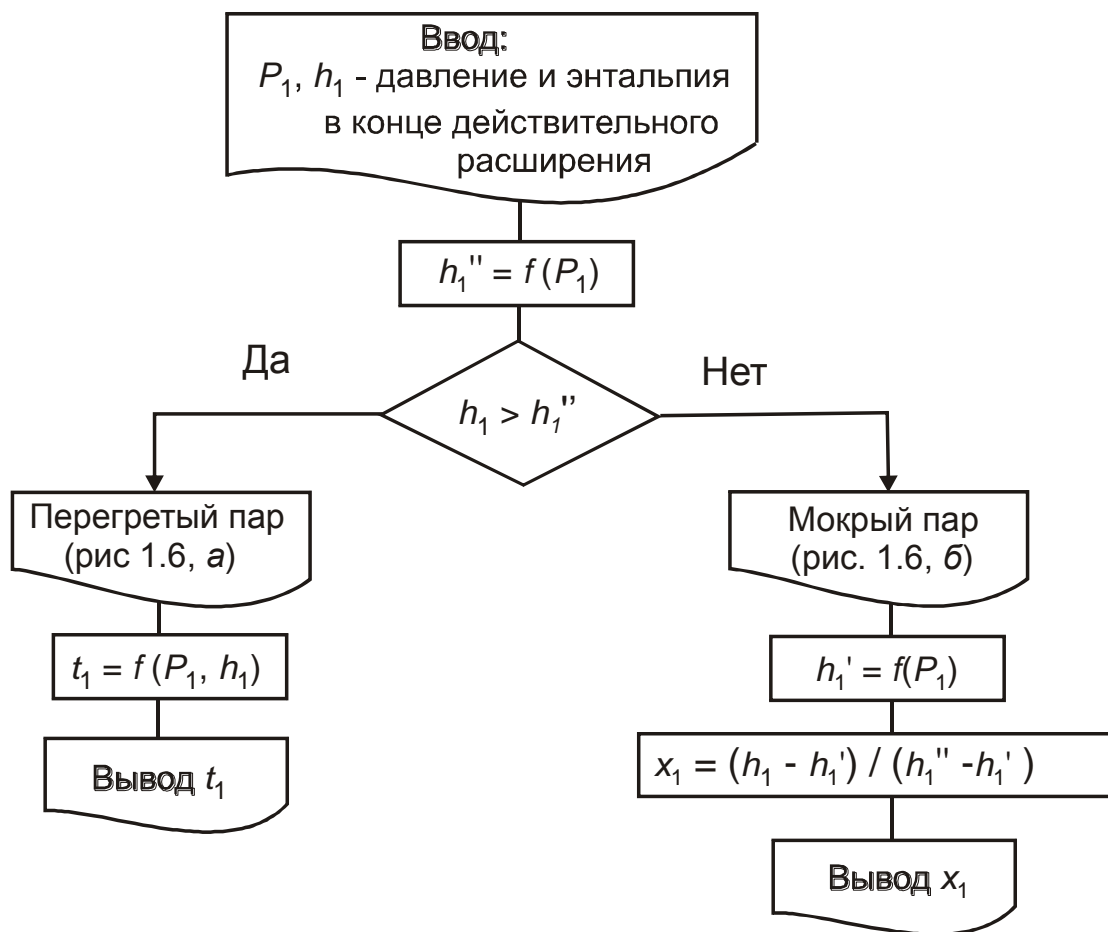 Ввод:
P₁, h₁ - давление и энтальпия
в конце действительного
расширения
h₁'' = f (P₁)
Да
Нет
h₁ > h₁''
Перегретый пар
(рис 1.6, а)
t₁ = f (P₁, h₁)
Вывод t₁
Мокрый пар
(рис. 1.6, б)
h₁' = f(P₁)
x₁ = (h₁ - h₁') / (h₁'' -h₁' )
Вывод x₁